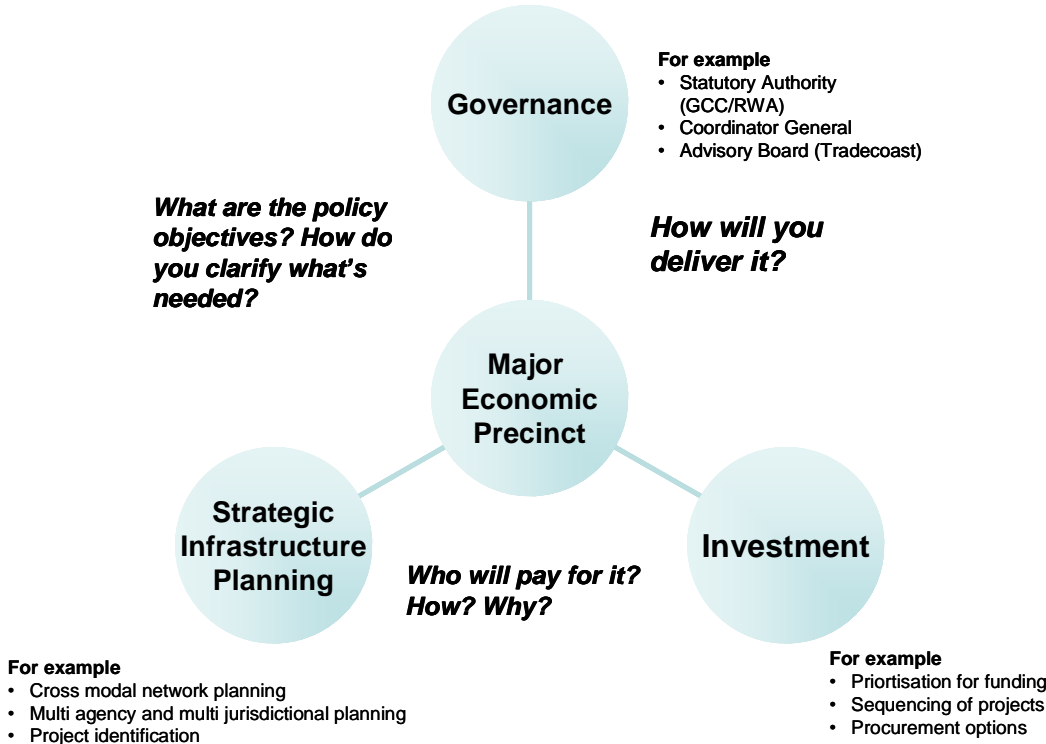 Governance
For example
• Statutory Authority
(GCC/RWA)
• Coordinator General
• Advisory Board (Tradecoast)
What are the policy
objectives? How do
you clarify what's
needed?
How will you
deliver it?
Major
Economic
Precinct
Strategic
Infrastructure
Planning
Investment
Who will pay for it?
How? Why?
For example
• Cross modal network planning
• Multi agency and multi jurisdictional planning
• Project identification
For example
• Priortisation for funding
• Sequencing of projects
• Procurement options